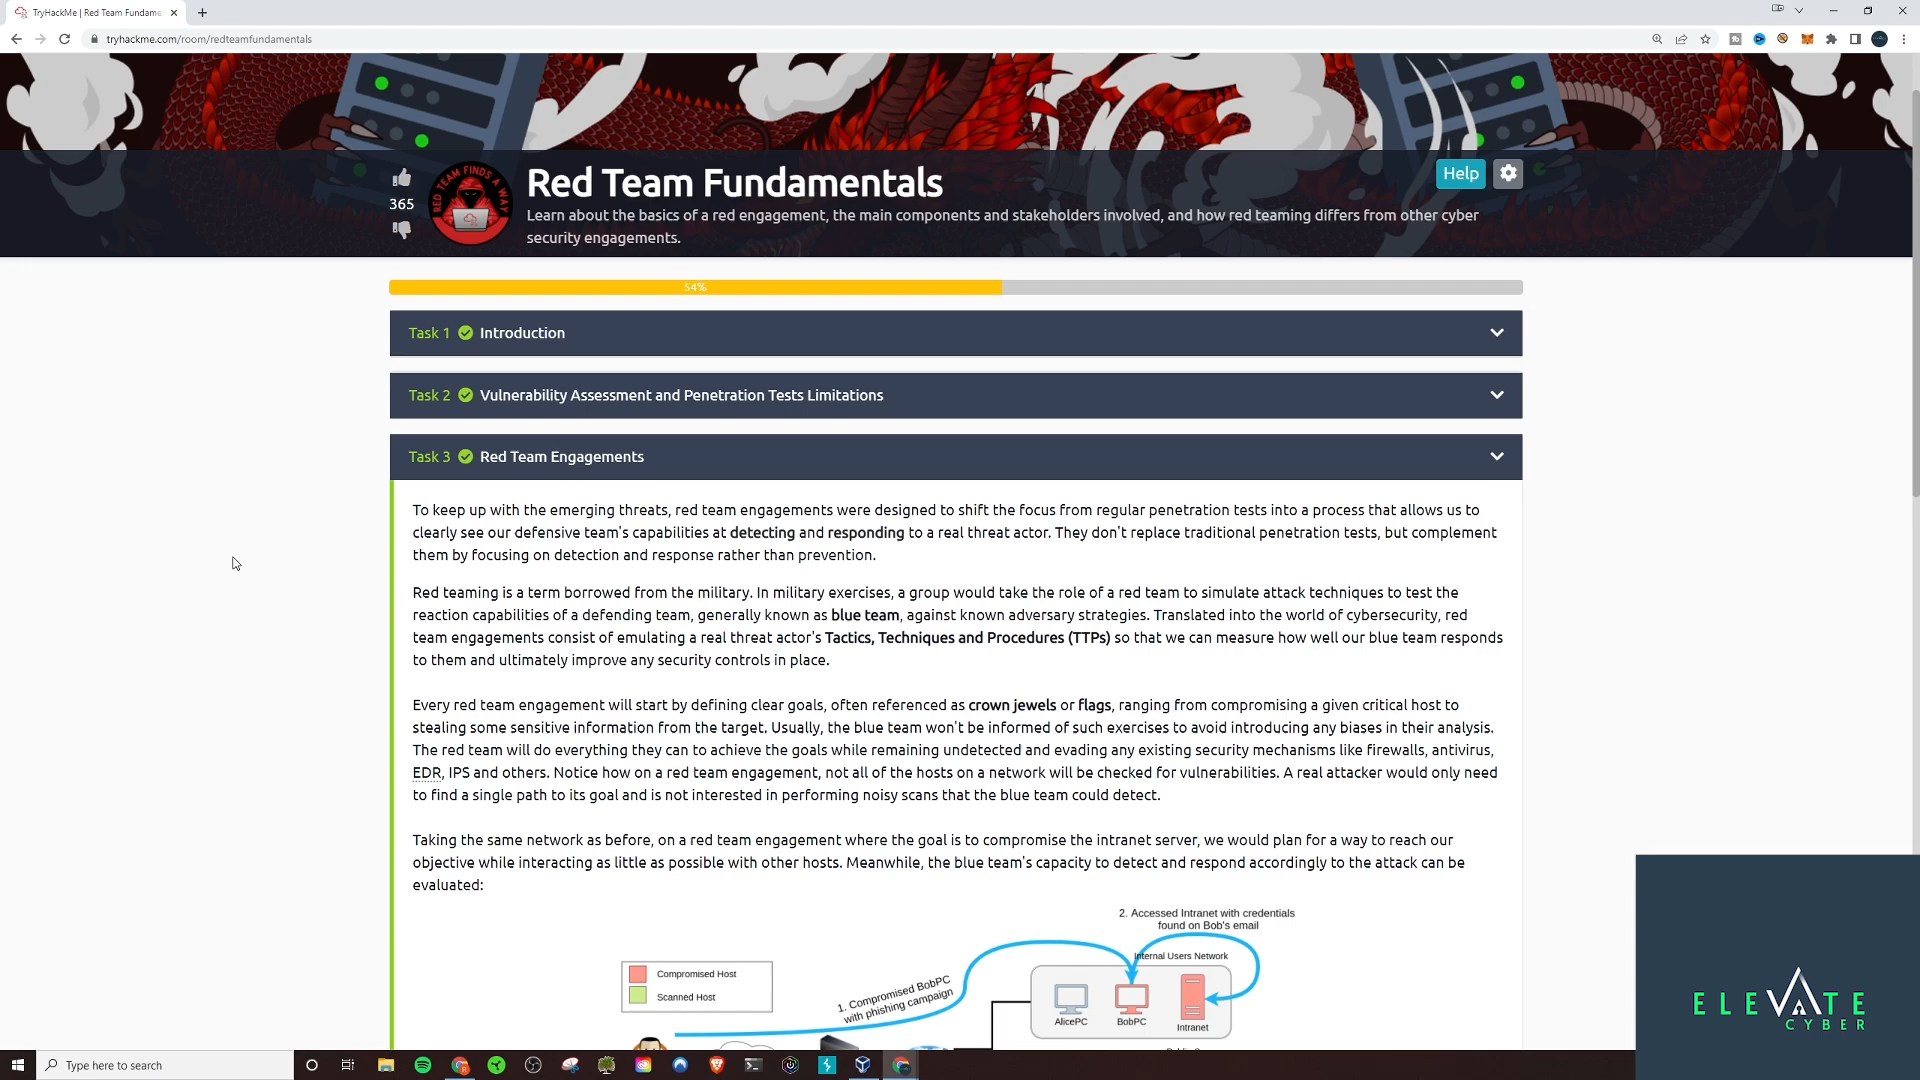 TryHackMe | Red Team Fundame
tryhackme.com/room/redteamfundamentals
365
RED TEAM FINDS A WAY
Red Team Fundamentals
Help
Learn about the basics of a red engagement, the main components and stakeholders involved, and how red teaming differs from other cyber
security engagements.
54%
Task 1 Introduction
Task 2 Vulnerability Assessment and Penetration Tests Limitations
Task 3 Red Team Engagements
To keep up with the emerging threats, red team engagements were designed to shift the focus from regular penetration tests into a process that allows us to
clearly see our defensive team's capabilities at detecting and responding to a real threat actor. They don't replace traditional penetration tests, but complement
them by focusing on detection and response rather than prevention.
Red teaming is a term borrowed from the military. In military exercises, a group would take the role of a red team to simulate attack techniques to test the
reaction capabilities of a defending team, generally known as blue team, against known adversary strategies. Translated into the world of cybersecurity, red
team engagements consist of emulating a real threat actor's Tactics, Techniques and Procedures (TTPs) so that we can measure how well our blue team responds
to them and ultimately improve any security controls in place.
Every red team engagement will start by defining clear goals, often referenced as crown jewels or flags, ranging from compromising a given critical host to
stealing some sensitive information from the target. Usually, the blue team won't be informed of such exercises to avoid introducing any biases in their analysis.
The red team will do everything they can to achieve the goals while remaining undetected and evading any existing security mechanisms like firewalls, antivirus,
EDR, IPS and others. Notice how on a red team engagement, not all of the hosts on a network will be checked for vulnerabilities. A real attacker would only need
to find a single path to its goal and is not interested in performing noisy scans that the blue team could detect.
Taking the same network as before, on a red team engagement where the goal is to compromise the intranet server, we would plan for a way to reach our
objective while interacting as little as possible with other hosts. Meanwhile, the blue team's capacity to detect and respond accordingly to the attack can be
evaluated:
2. Accessed Intranet with credentials
found on Bob's email
Internal Users Network
Compromised Host
Scanned Host
1. Compromised BobPC
with phishing campaign
AlicePC
BobPC
Intranet
ELEVATE
CYBER
Type here to search